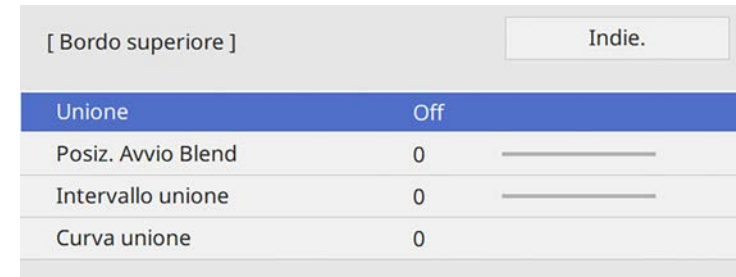 [ Bordo superiore ] Indie.
Unione Off
Posiz. Avvio Blend 0
Intervallo unione 0
Curva unione 0